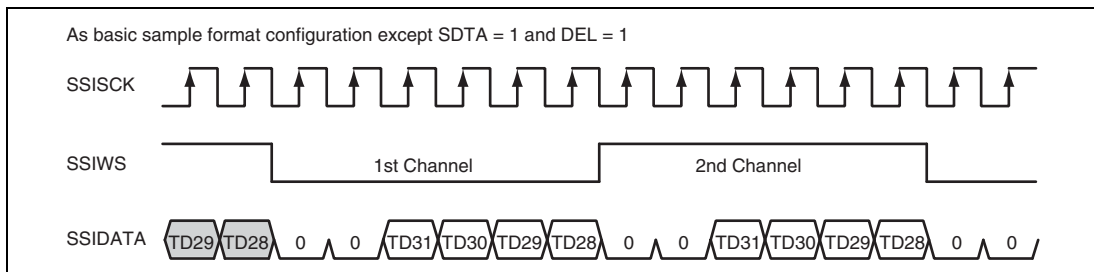 As basic sample format configuration except SDTA = 1 and DEL = 1
SSISCK
SSIWS 1st Channel 2nd Channel
SSIDATA TD29 TD28 0 0 TD31 TD30 TD29 TD28 0 0 TD31 TD30 TD29 TD28 0 0